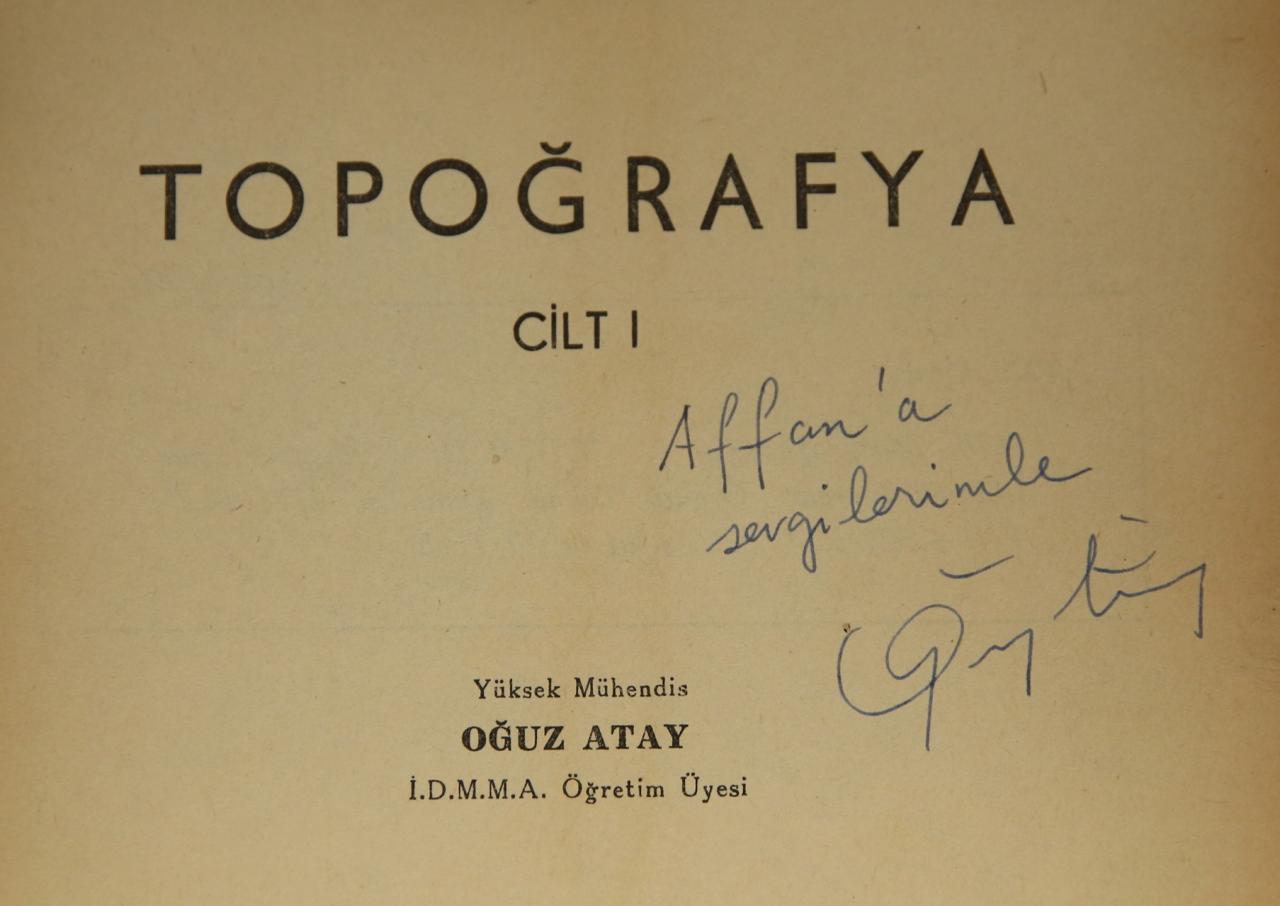 TOPOĞRAFYA
CİLT I
Affan'a
sevgilerimle
Yüksek Mühendis
OĞUZ ATAY
İ.D.M.M.A. Öğretim Üyesi